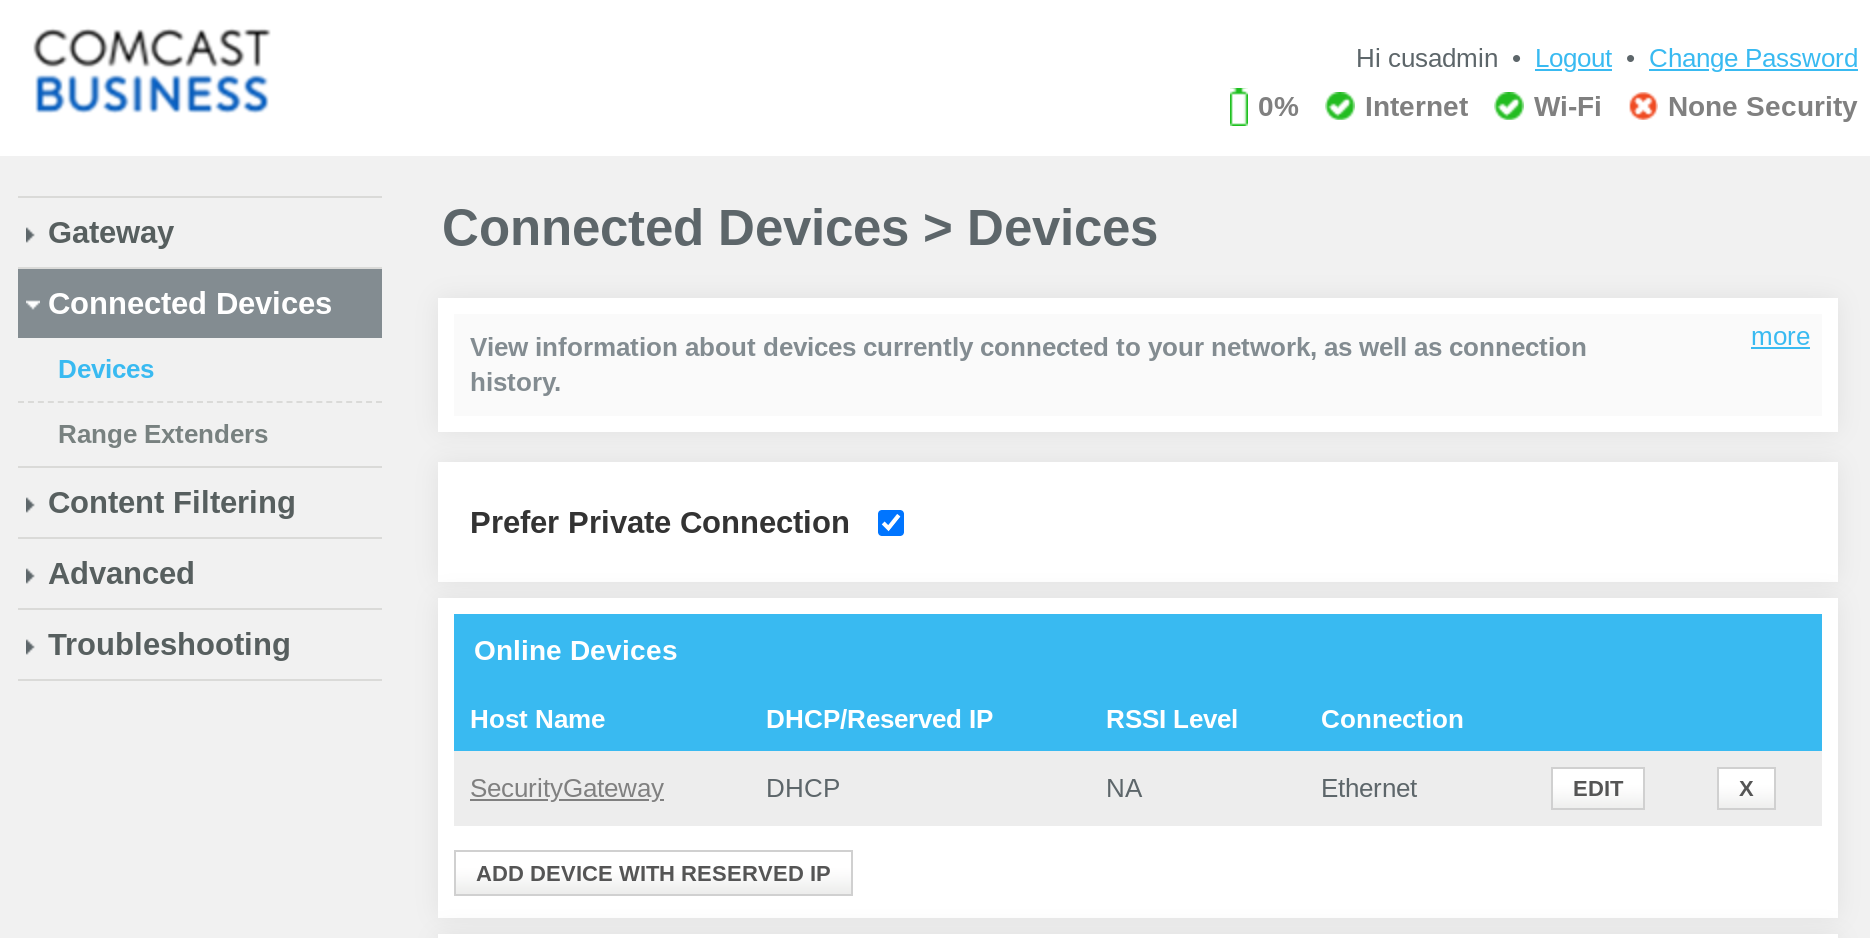 COMCAST
BUSINESS
Hi cusadmin • Logout • Change Password
0% Internet Wi-Fi None Security
Gateway
Connected Devices
Devices
Range Extenders
Content Filtering
Advanced
Troubleshooting
Connected Devices > Devices
View information about devices currently connected to your network, as well as connection
history.
more
Prefer Private Connection
Online Devices
Host Name DHCP/Reserved IP RSSI Level Connection
SecurityGateway DHCP NA Ethernet EDIT X
ADD DEVICE WITH RESERVED IP